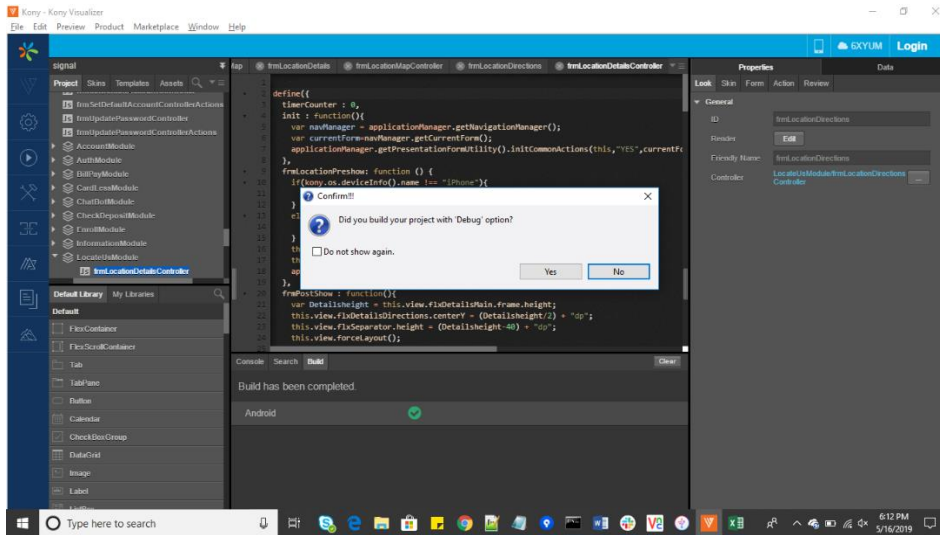 Kony - Kony Visualizer
File Edit Preview Product Marketplace Window Help
6XYUM Login
signal
Project Skins Templates Assets
frmSetDefaultAccountControllerActions
frmUpdatePasswordController
frmUpdatePasswordControllerActions
AccountModule
AuthModule
BillPayModule
CardLessModule
ChatBotModule
CheckDepositModule
EnrollModule
InformationModule
LocateUsModule
frmLocationDetailsController
Default Library My Libraries
Default
FlexContainer
FlexScrollContainer
Tab
TabPane
Button
Calendar
CheckBoxGroup
DataGrid
Image
Label
Map frmLocationDetails frmLocationMapController frmLocationDirections frmLocationDetailsController
define({
timerCounter : 0,
init : function(){
var navManager = applicationManager.getNavigationManager();
var currentForm=navManager.getCurrentForm();
applicationManager.getPresentationFormUtility().initCommonActions(this,"YES",currentFo
},
frmLocationPreshow: function () {
if(kony.os.deviceInfo().name !== "iPhone"){
}
el
}
th
th
ap
},
frmPostShow : function(){
var Detailsheight = this.view.flxDetailsMain.frame.height;
this.view.flxDetailsDirections.centerY = (Detailsheight/2) + "dp";
this.view.flxSeparator.height = (Detailsheight-40) + "dp";
this.view.forceLayout();
Confirm!!!
Did you build your project with 'Debug' option?
Do not show again.
Yes No
Console Search Build Clear
Build has been completed.
Android
Properties Data
Look Skin Form Action Review
General
ID frmLocationDirections
Render Edit
Friendly Name frmLocationDirections
Controller LocateUsModule/frmLocationDirections
Controller ...
Type here to search
6:12 PM
5/16/2019